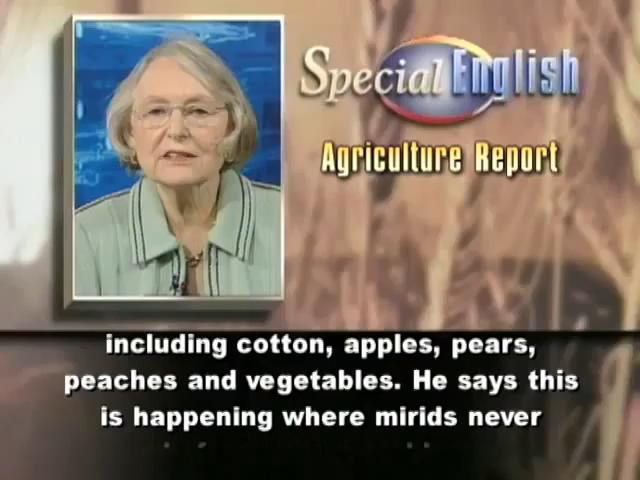 Special English
Agriculture Report
including cotton, apples, pears,
peaches and vegetables. He says this
is happening where mirids never